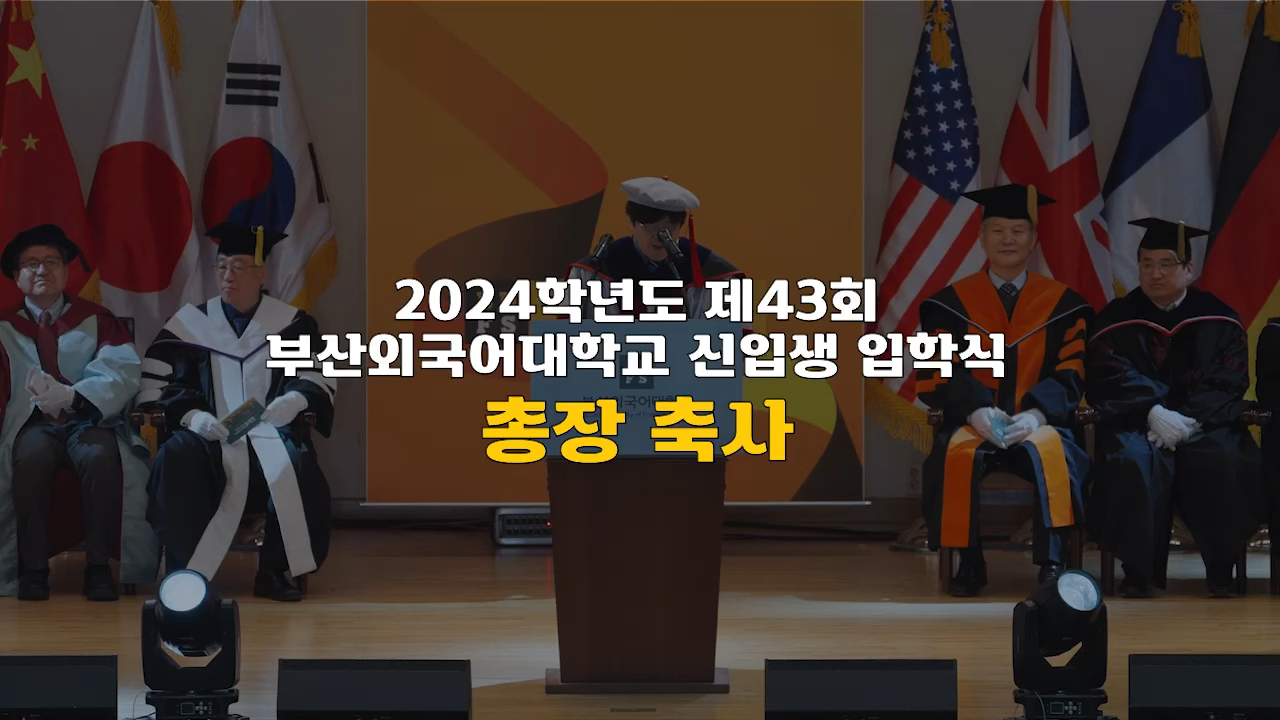 2024학년도 제43회
부산외국어대학교 신입생 입학식
총장 축사